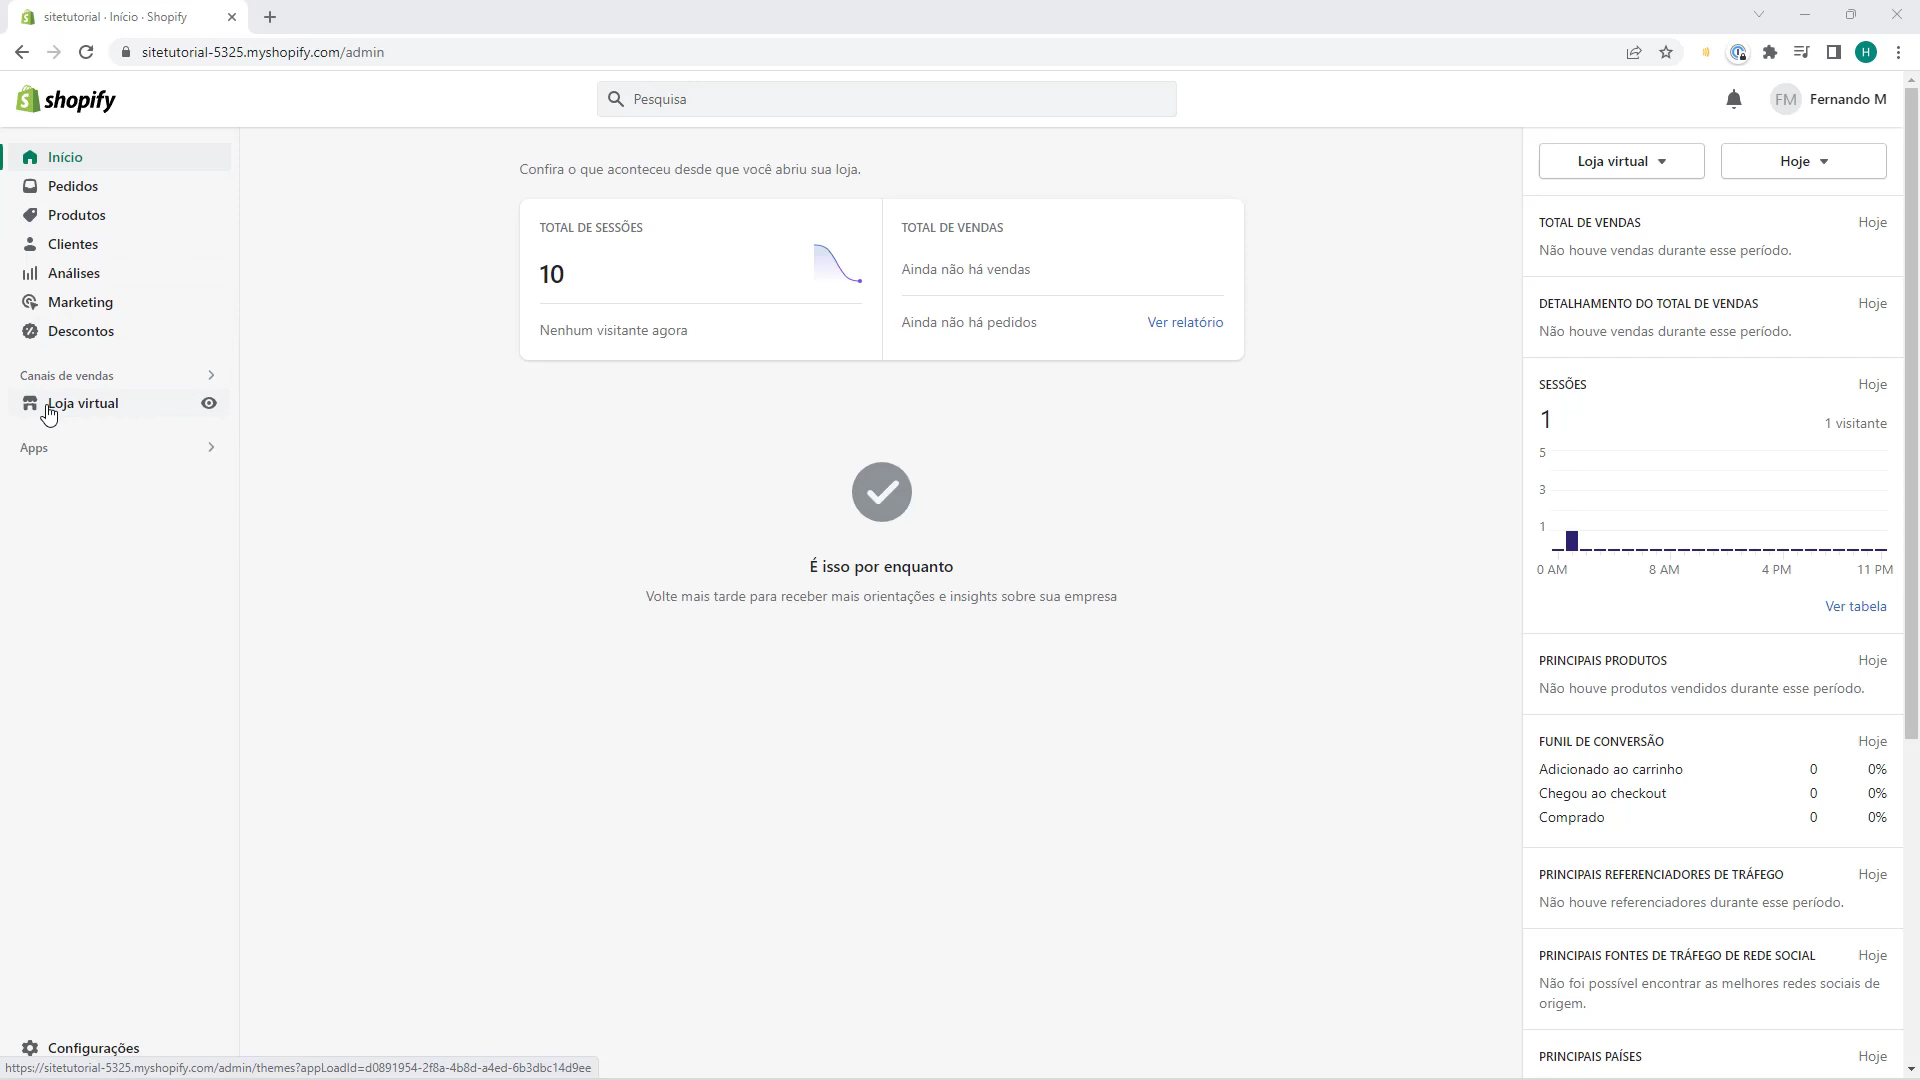 sitetutorial · Início · Shopify
sitetutorial-5325.myshopify.com/admin
H
shopify
Pesquisa
FM
Fernando M
Início
Pedidos
Produtos
Clientes
Análises
Marketing
Descontos
Canais de vendas
Loja virtual
Apps
Configurações
https://sitetutorial-5325.myshopify.com/admin/themes?appLoadId=d0891954-2f8a-4b8d-a4ed-6b3dbc14d9ee
Confira o que aconteceu desde que você abriu sua loja.
TOTAL DE SESSÕES
10
Nenhum visitante agora
TOTAL DE VENDAS
Ainda não há vendas
Ainda não há pedidos Ver relatório
É isso por enquanto
Volte mais tarde para receber mais orientações e insights sobre sua empresa
Loja virtual Hoje
TOTAL DE VENDAS Hoje
Não houve vendas durante esse período.
DETALHAMENTO DO TOTAL DE VENDAS Hoje
Não houve vendas durante esse período.
SESSÕES Hoje
1 1 visitante
5
3
1
0 AM 8 AM 4 PM 11 PM
Ver tabela
PRINCIPAIS PRODUTOS Hoje
Não houve produtos vendidos durante esse período.
FUNIL DE CONVERSÃO Hoje
Adicionado ao carrinho 0 0%
Chegou ao checkout 0 0%
Comprado 0 0%
PRINCIPAIS REFERENCIADORES DE TRÁFEGO Hoje
Não houve referenciadores durante esse período.
PRINCIPAIS FONTES DE TRÁFEGO DE REDE SOCIAL Hoje
Não foi possível encontrar as melhores redes sociais de
origem.
PRINCIPAIS PAÍSES Hoje